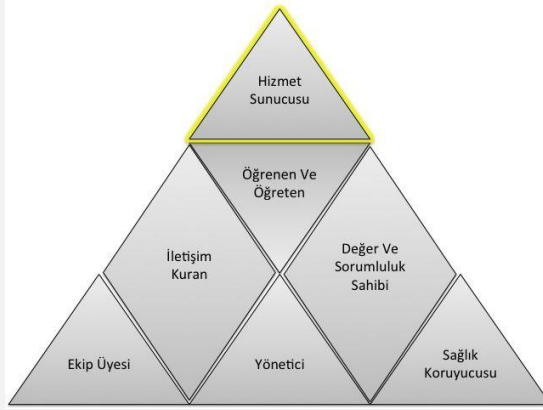 Hizmet
Sunucusu
Öğrenen Ve
Öğreten
İletişim
Kuran
Değer Ve
Sorumluluk
Sahibi
Ekip Üyesi
Yönetici
Sağlık
Koruyucusu